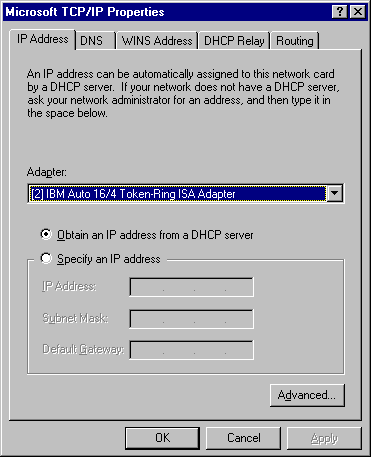 Microsoft TCP/IP Properties
IP Address DNS WINS Address DHCP Relay Routing
An IP address can be automatically assigned to this network card
by a DHCP server. If your network does not have a DHCP server,
ask your network administrator for an address, and then type it in
the space below.
Adapter:
[2] IBM Auto 16/4 Token-Ring ISA Adapter
Obtain an IP address from a DHCP server
Specify an IP address
IP Address:
Subnet Mask:
Default Gateway:
Advanced...
OK Cancel Apply